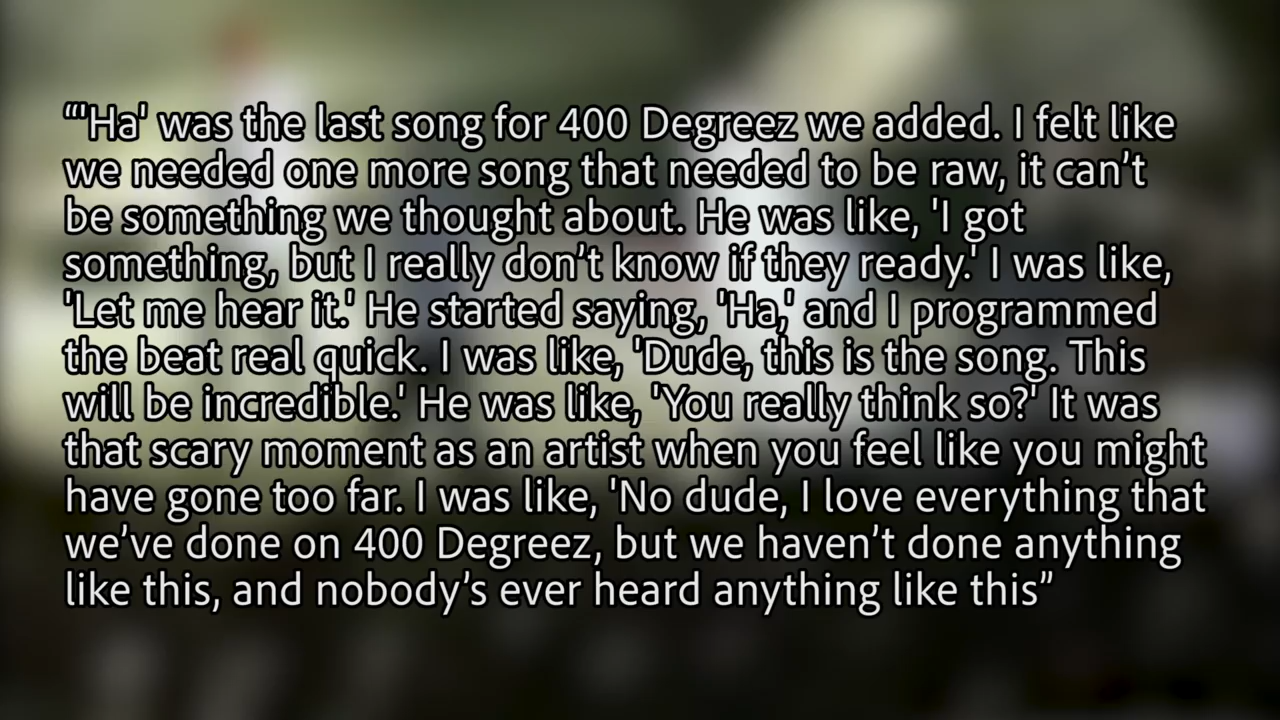 “'Ha' was the last song for 400 Degreez we added. I felt like
we needed one more song that needed to be raw, it can’t
be something we thought about. He was like, 'I got
something, but I really don’t know if they ready.' I was like,
'Let me hear it.' He started saying, 'Ha,' and I programmed
the beat real quick. I was like, 'Dude, this is the song. This
will be incredible.' He was like, 'You really think so?' It was
that scary moment as an artist when you feel like you might
have gone too far. I was like, 'No dude, I love everything that
we’ve done on 400 Degreez, but we haven’t done anything
like this, and nobody’s ever heard anything like this”